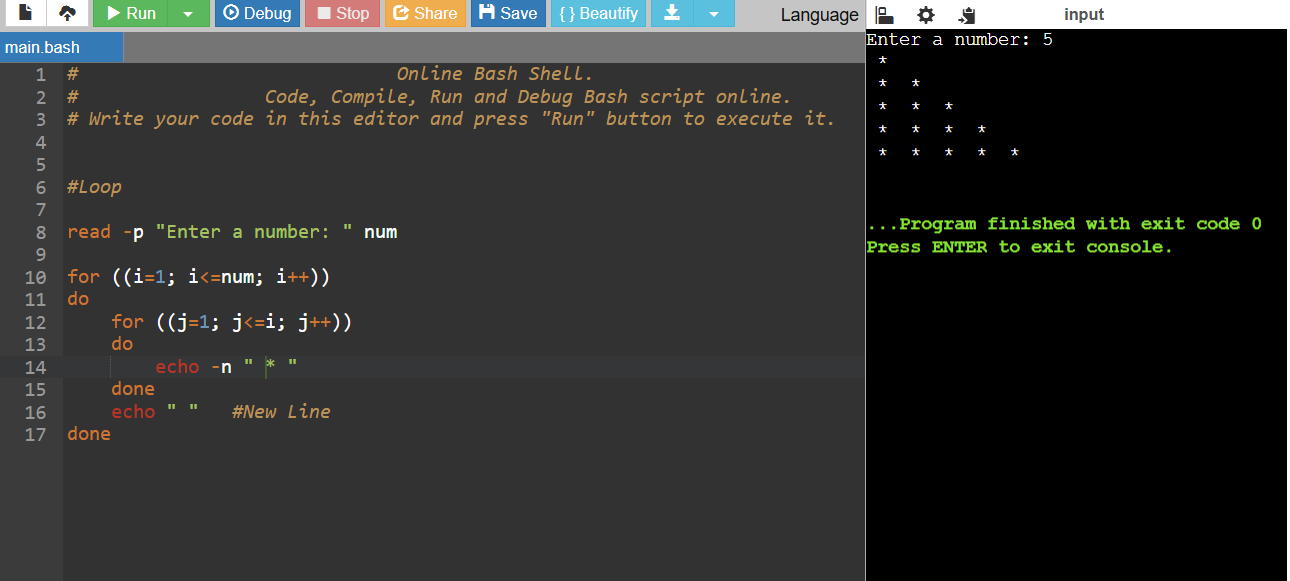 Run Debug Stop Share Save { } Beautify Language
input
main.bash
1 # Online Bash Shell.
2 # Code, Compile, Run and Debug Bash script online.
3 # Write your code in this editor and press "Run" button to execute it.
4
5
6 #Loop
7
8 read -p "Enter a number: " num
9
10 for ((i=1; i<=num; i++))
11 do
12     for ((j=1; j<=i; j++))
13     do
14         echo -n " * "
15     done
16     echo " "   #New Line
17 done
Enter a number: 5
 *
 *  *
 *  *  *
 *  *  *  *
 *  *  *  *  *
...Program finished with exit code 0
Press ENTER to exit console.